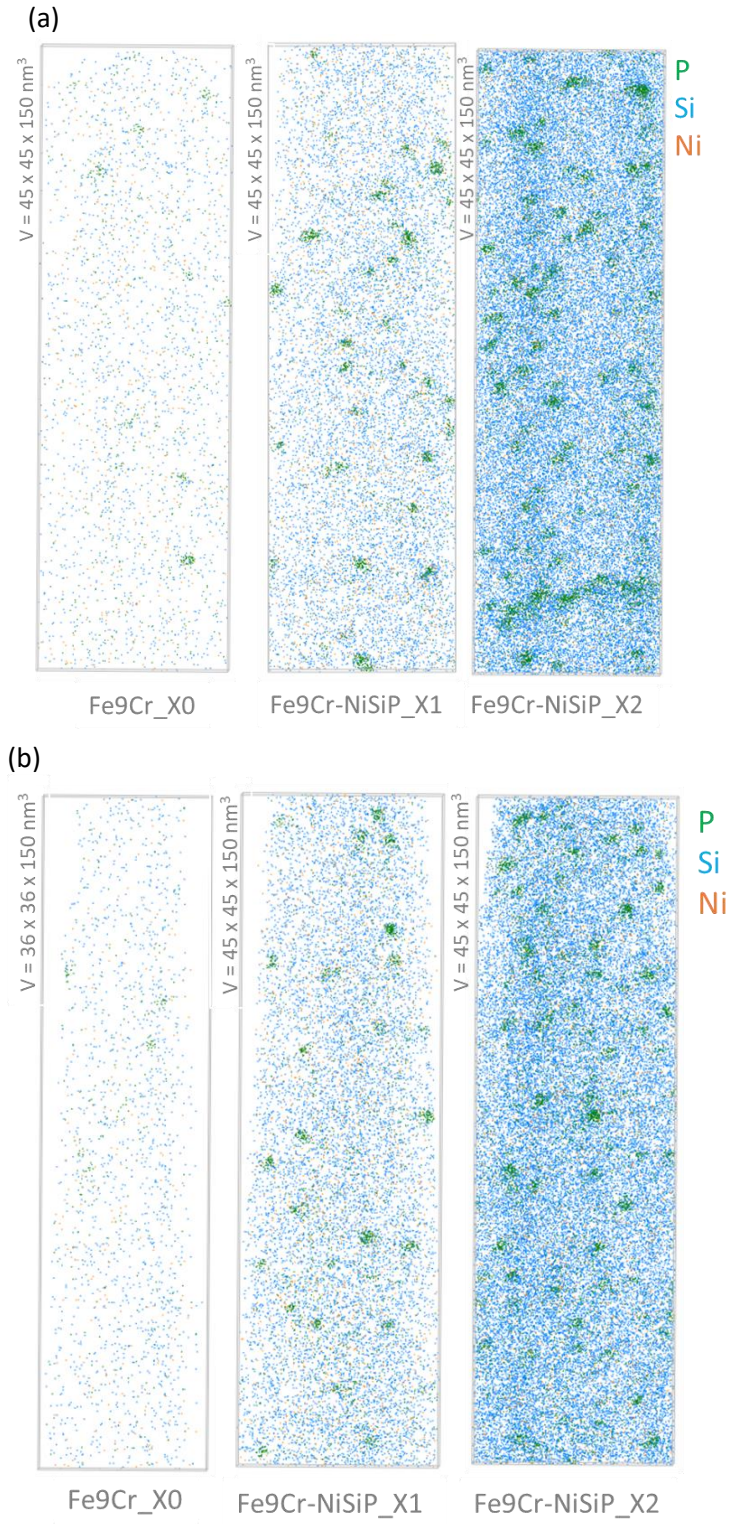 (a)
V = 45 x 45 x 150 nm³
V = 45 x 45 x 150 nm³
V = 45 x 45 x 150 nm³
P
Si
Ni
Fe9Cr_X0
Fe9Cr-NiSiP_X1
Fe9Cr-NiSiP_X2
(b)
V = 36 x 36 x 150 nm³
V = 45 x 45 x 150 nm³
V = 45 x 45 x 150 nm³
P
Si
Ni
Fe9Cr_X0
Fe9Cr-NiSiP_X1
Fe9Cr-NiSiP_X2